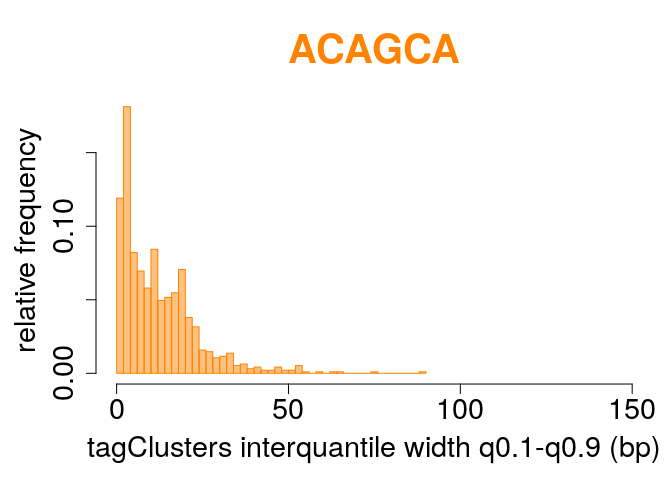 ACAGCA
relative frequency
0.10
0.00
0 50 100 150
tagClusters interquantile width q0.1-q0.9 (bp)